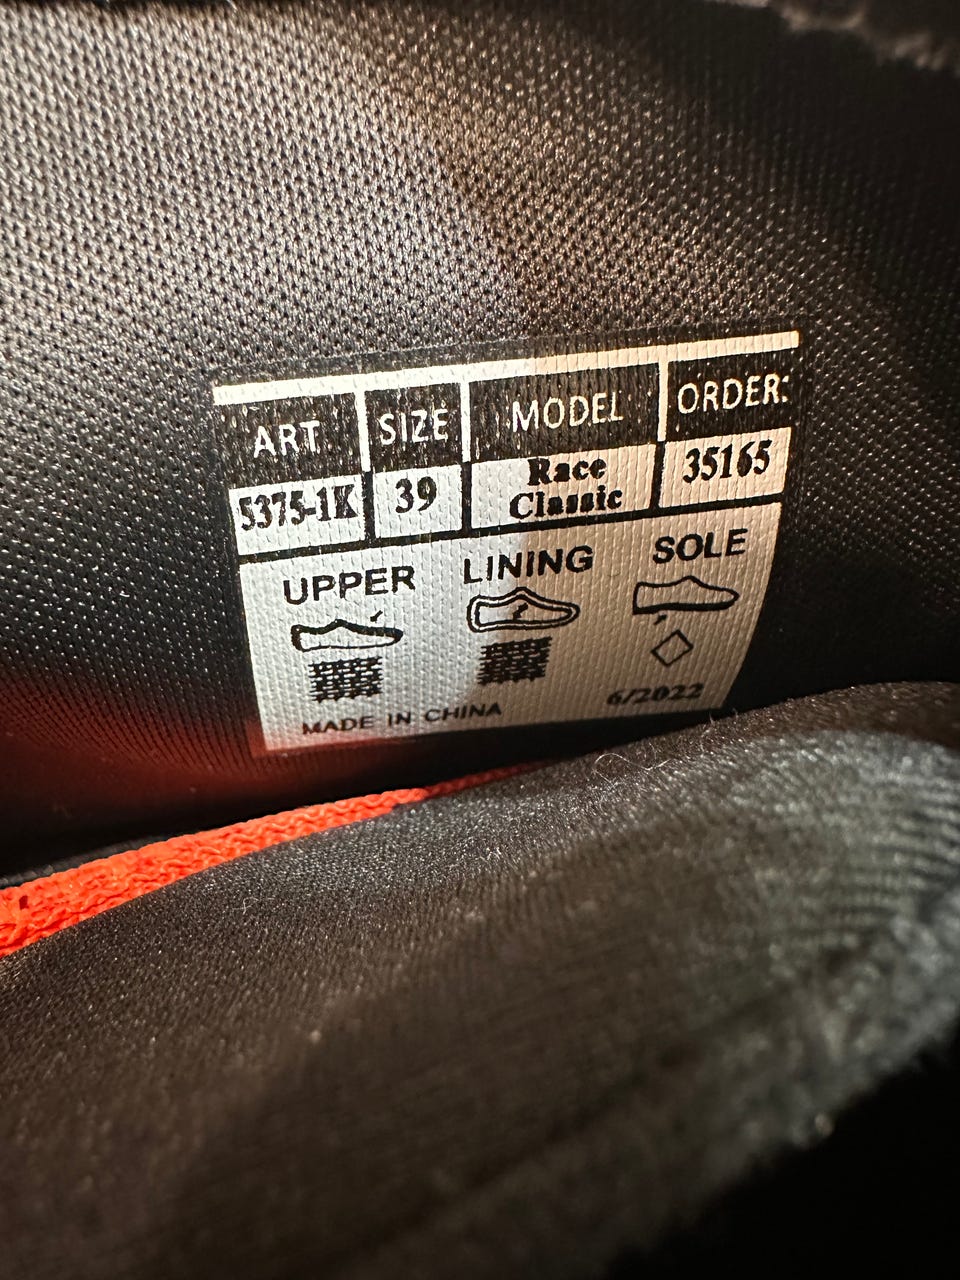 ART SIZE MODEL ORDER:
5375-1K 39 Race Classic 35165
UPPER LINING SOLE
MADE IN CHINA 6/2022